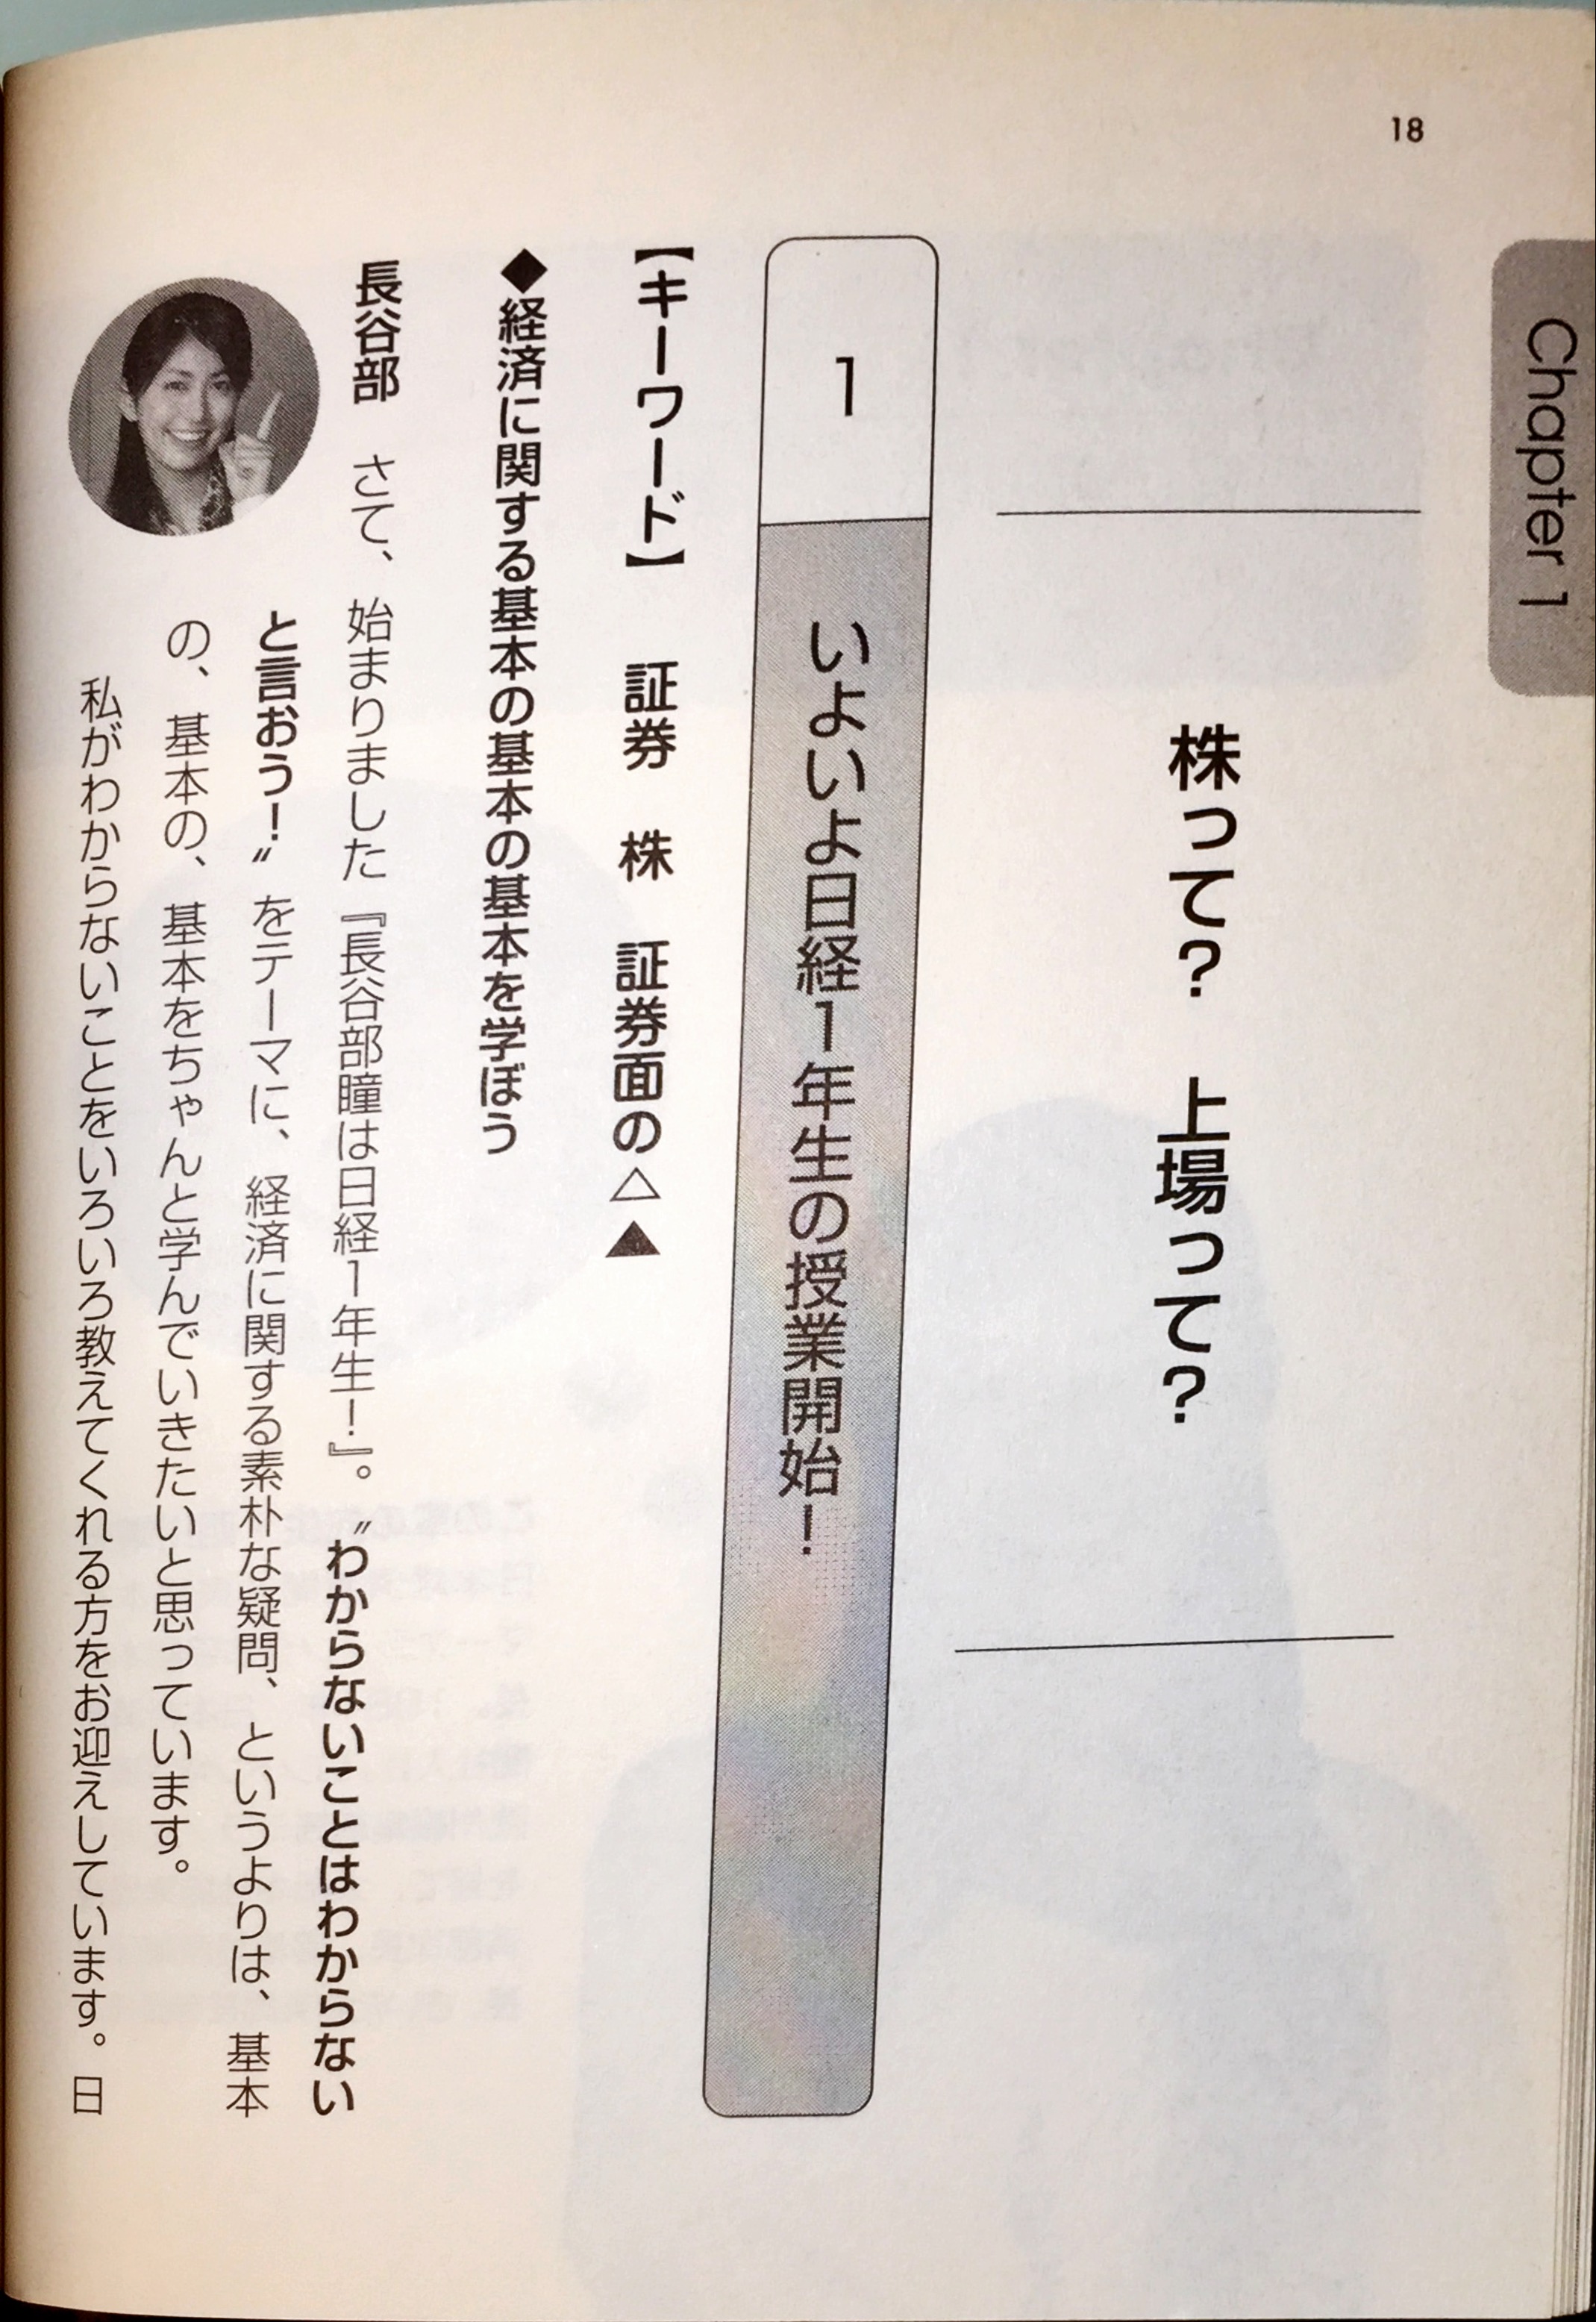 18
Chapter 1
株って？ 上場って？
1 いよいよ日経1年生の授業開始！
【キーワード】 証券 株 証券面の△▲
◆経済に関する基本の基本の基本を学ぼう
長谷部 さて、始まりました『長谷部瞳は日経1年生！』。〝わからないことはわからない
と言おう！〟をテーマに、経済に関する素朴な疑問、というよりは、基本
の、基本の、基本をちゃんと学んでいきたいと思っています。
私がわからないことをいろいろ教えてくれる方をお迎えしています。日